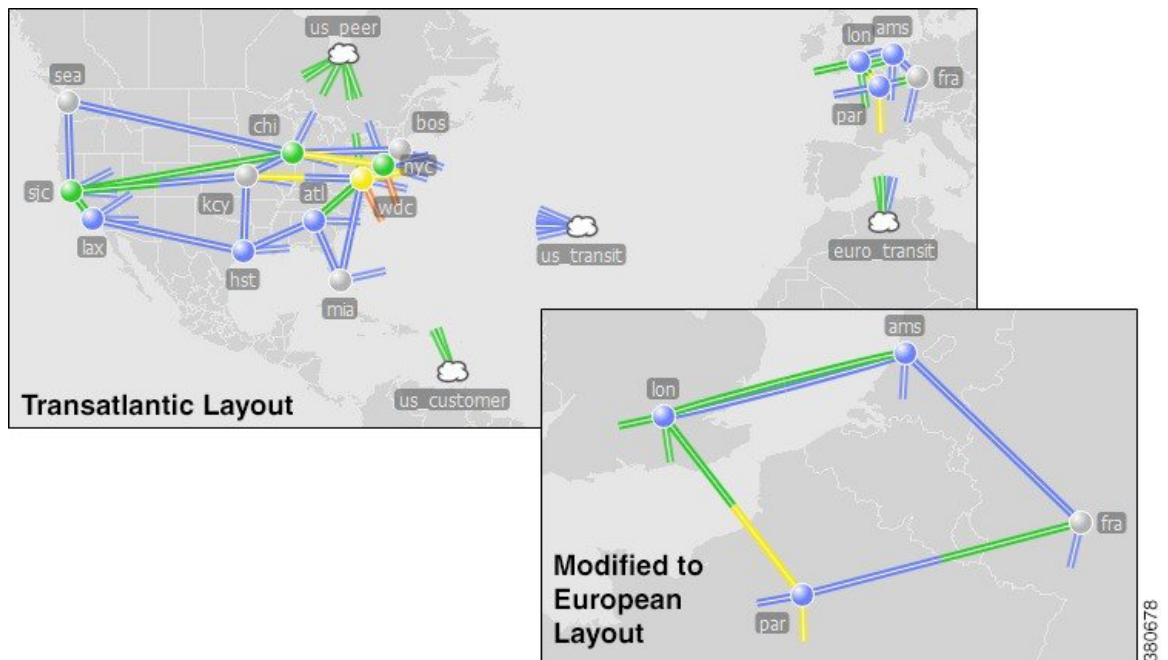 us_peer
sea
chi
bos
nyc
sjc
kcy
atl
wdc
lax
hst
mia
us_transit
us_customer
lon
ams
fra
par
euro_transit
Transatlantic Layout
ams
lon
fra
par
Modified to
European
Layout
380678